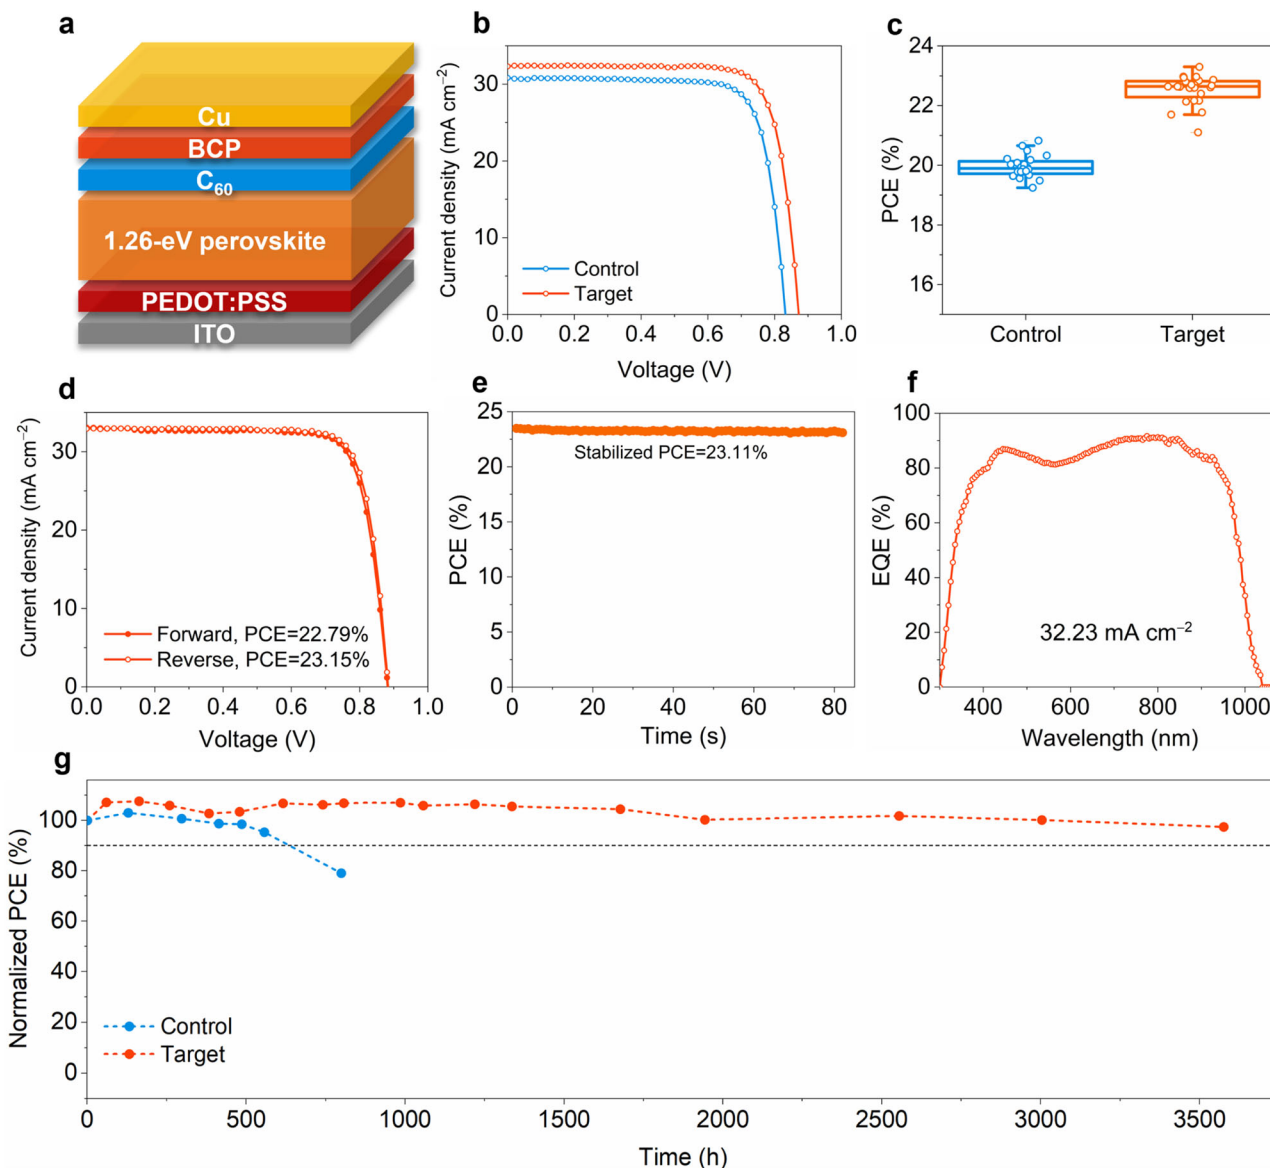 a
Cu
BCP
C₆₀
1.26-eV perovskite
PEDOT:PSS
ITO
b
Current density (mA cm⁻²)
30
20
10
0
0.0 0.2 0.4 0.6 0.8 1.0
Voltage (V)
Control
Target
c
PCE (%)
24
22
20
18
16
Control Target
d
Current density (mA cm⁻²)
30
20
10
0
0.0 0.2 0.4 0.6 0.8 1.0
Voltage (V)
Forward, PCE=22.79%
Reverse, PCE=23.15%
e
PCE (%)
25
20
15
10
5
0
0 20 40 60 80
Time (s)
Stabilized PCE=23.11%
f
EQE (%)
100
80
60
40
20
0
400 600 800 1000
Wavelength (nm)
32.23 mA cm⁻²
g
Normalized PCE (%)
100
80
60
40
20
0
0 500 1000 1500 2000 2500 3000 3500
Time (h)
Control
Target